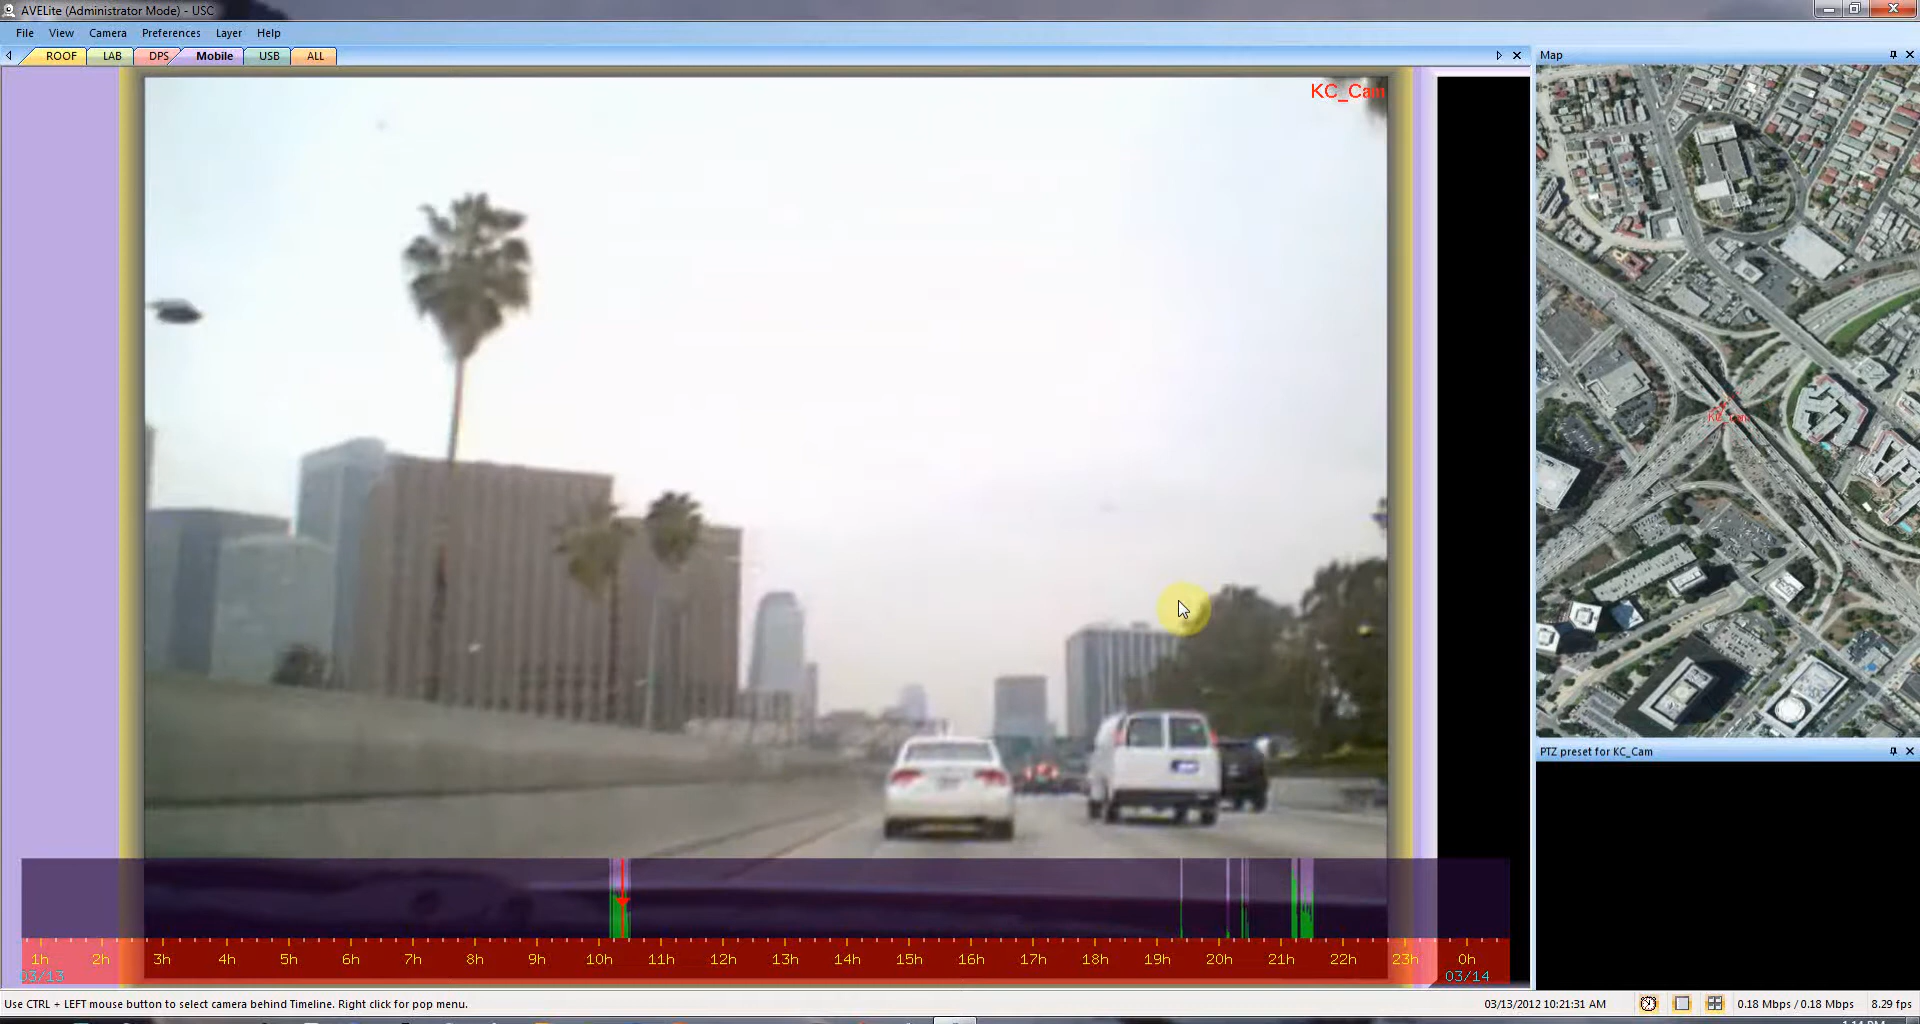 AVELite (Administrator Mode) - USC
File View Camera Preferences Layer Help
ROOF LAB DPS Mobile USB ALL
Map
KC_Cam
KC_Cam
PTZ preset for KC_Cam
1h 2h 3h 4h 5h 6h 7h 8h 9h 10h 11h 12h 13h 14h 15h 16h 17h 18h 19h 20h 21h 22h 23h 0h
03/13 03/14
Use CTRL + LEFT mouse button to select camera behind Timeline. Right click for pop menu.
03/13/2012 10:21:31 AM 0.18 Mbps / 0.18 Mbps 8.29 fps